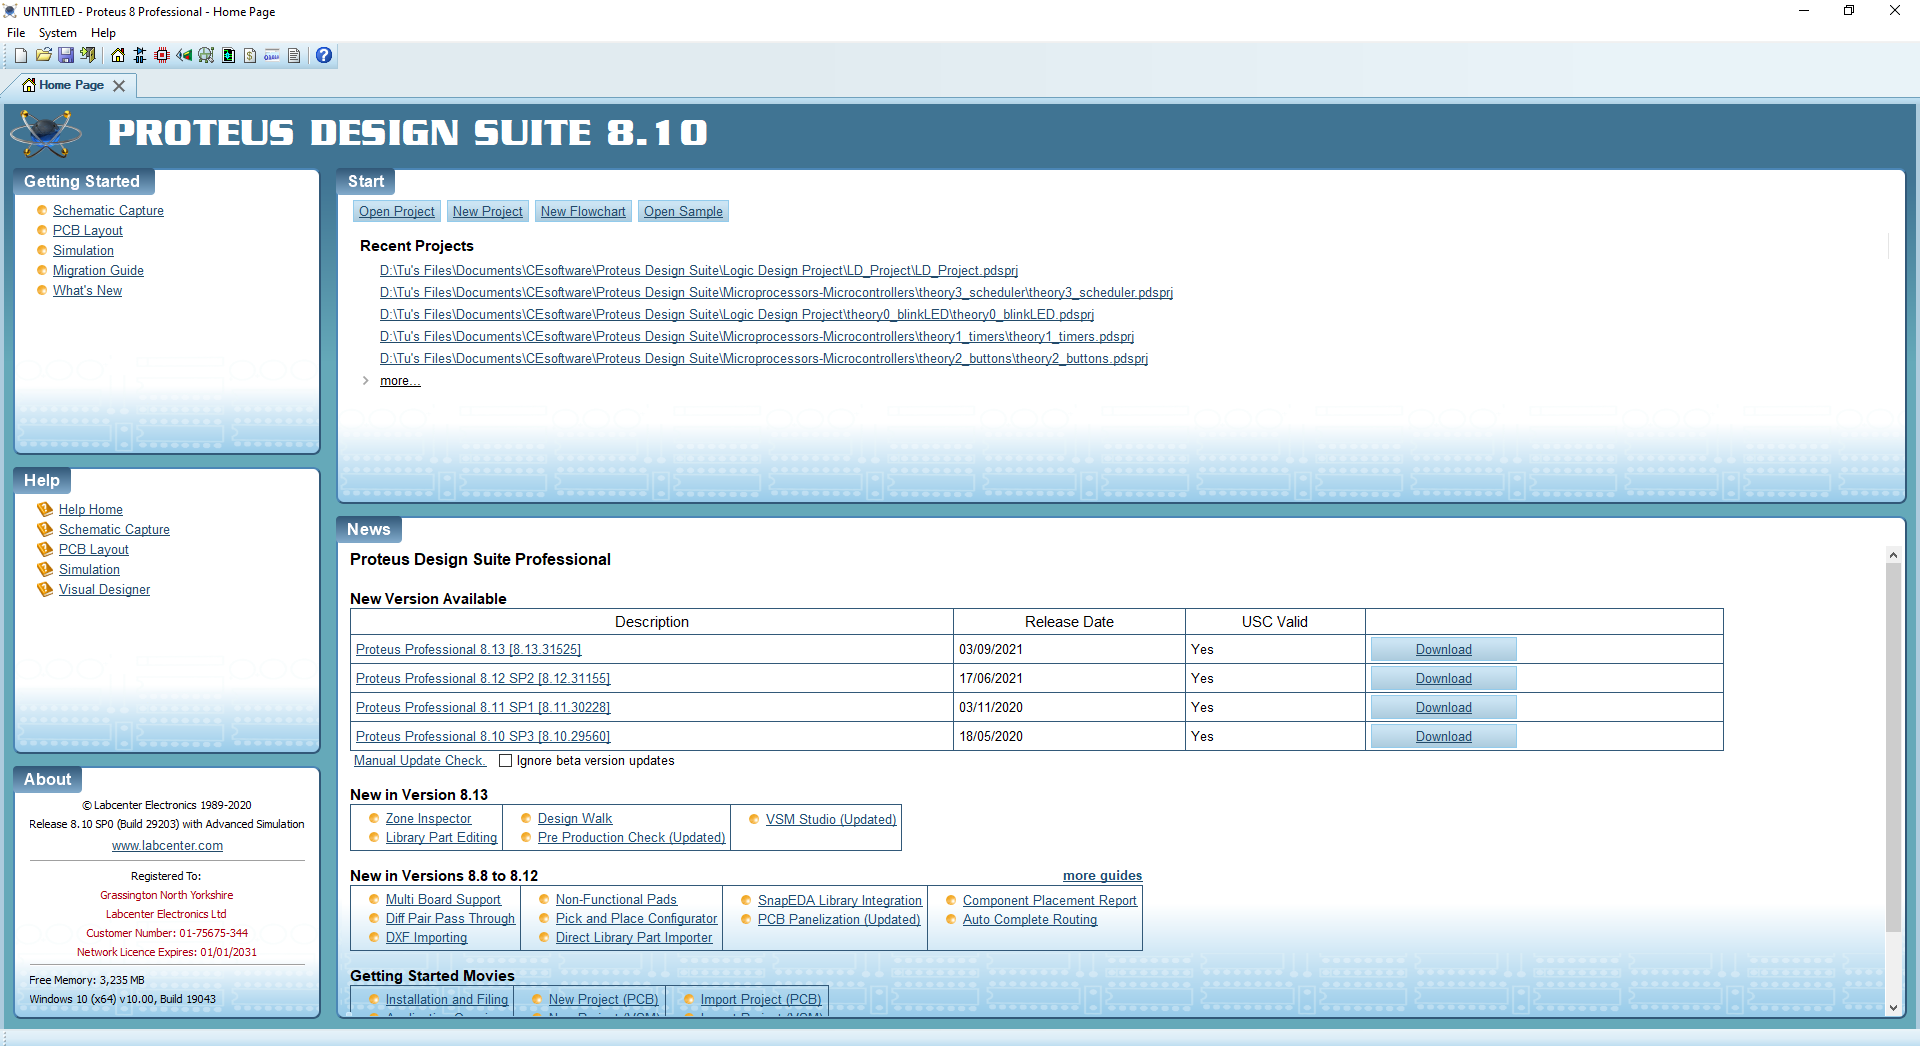 UNTITLED - Proteus 8 Professional - Home Page
File System Help
Home Page
PROTEUS DESIGN SUITE 8.10
Getting Started
Schematic Capture
PCB Layout
Simulation
Migration Guide
What's New
Start
Open Project New Project New Flowchart Open Sample
Recent Projects
D:\Tu's Files\Documents\CEsoftware\Proteus Design Suite\Logic Design Project\LD_Project\LD_Project.pdsprj
D:\Tu's Files\Documents\CEsoftware\Proteus Design Suite\Microprocessors-Microcontrollers\theory3_scheduler\theory3_scheduler.pdsprj
D:\Tu's Files\Documents\CEsoftware\Proteus Design Suite\Logic Design Project\theory0_blinkLED\theory0_blinkLED.pdsprj
D:\Tu's Files\Documents\CEsoftware\Proteus Design Suite\Microprocessors-Microcontrollers\theory1_timers\theory1_timers.pdsprj
D:\Tu's Files\Documents\CEsoftware\Proteus Design Suite\Microprocessors-Microcontrollers\theory2_buttons\theory2_buttons.pdsprj
more...
Help
Help Home
Schematic Capture
PCB Layout
Simulation
Visual Designer
News
Proteus Design Suite Professional
New Version Available
Description Release Date USC Valid
Proteus Professional 8.13 [8.13.31525] 03/09/2021 Yes Download
Proteus Professional 8.12 SP2 [8.12.31155] 17/06/2021 Yes Download
Proteus Professional 8.11 SP1 [8.11.30228] 03/11/2020 Yes Download
Proteus Professional 8.10 SP3 [8.10.29560] 18/05/2020 Yes Download
Manual Update Check. Ignore beta version updates
New in Version 8.13
Zone Inspector Design Walk VSM Studio (Updated)
Library Part Editing Pre Production Check (Updated)
New in Versions 8.8 to 8.12 more guides
Multi Board Support Non-Functional Pads SnapEDA Library Integration Component Placement Report
Diff Pair Pass Through Pick and Place Configurator PCB Panelization (Updated) Auto Complete Routing
DXF Importing Direct Library Part Importer
Getting Started Movies
Installation and Filing New Project (PCB) Import Project (PCB)
About
© Labcenter Electronics 1989-2020
Release 8.10 SP0 (Build 29203) with Advanced Simulation
www.labcenter.com
Registered To:
Grassington North Yorkshire
Labcenter Electronics Ltd
Customer Number: 01-75675-344
Network Licence Expires: 01/01/2031
Free Memory: 3,235 MB
Windows 10 (x64) v10.00, Build 19043